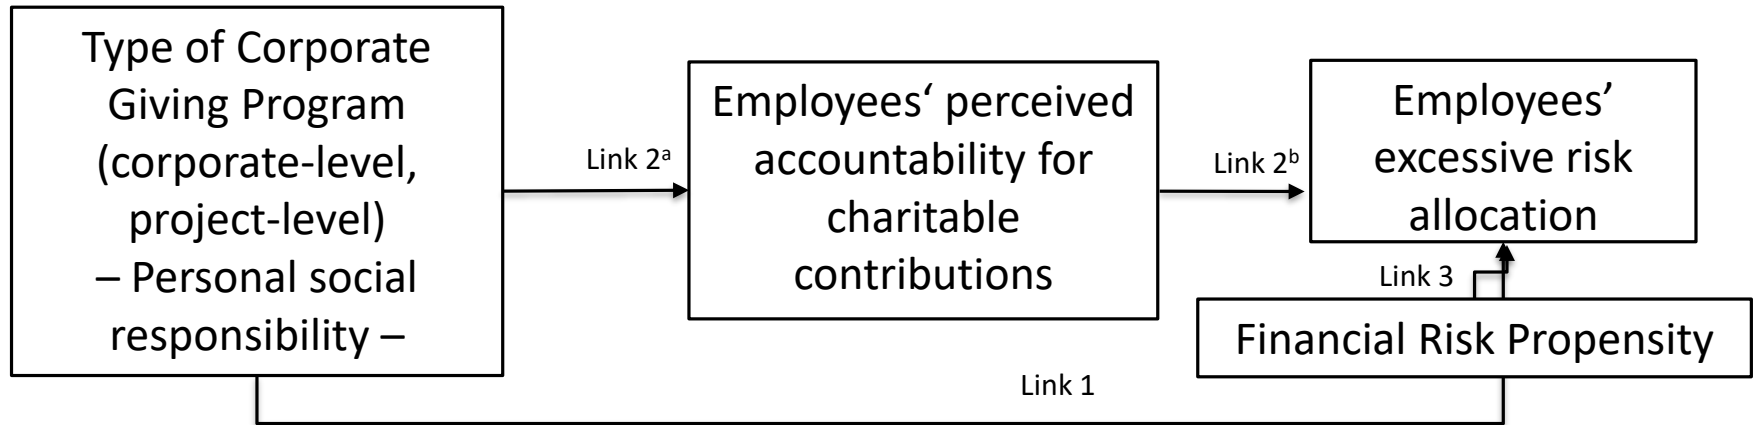 Type of Corporate
Giving Program
(corporate-level,
project-level)
– Personal social
responsibility –
Link 2ᵃ
Employees‘ perceived
accountability for
charitable
contributions
Link 2ᵇ
Employees’
excessive risk
allocation
Link 3
Financial Risk Propensity
Link 1